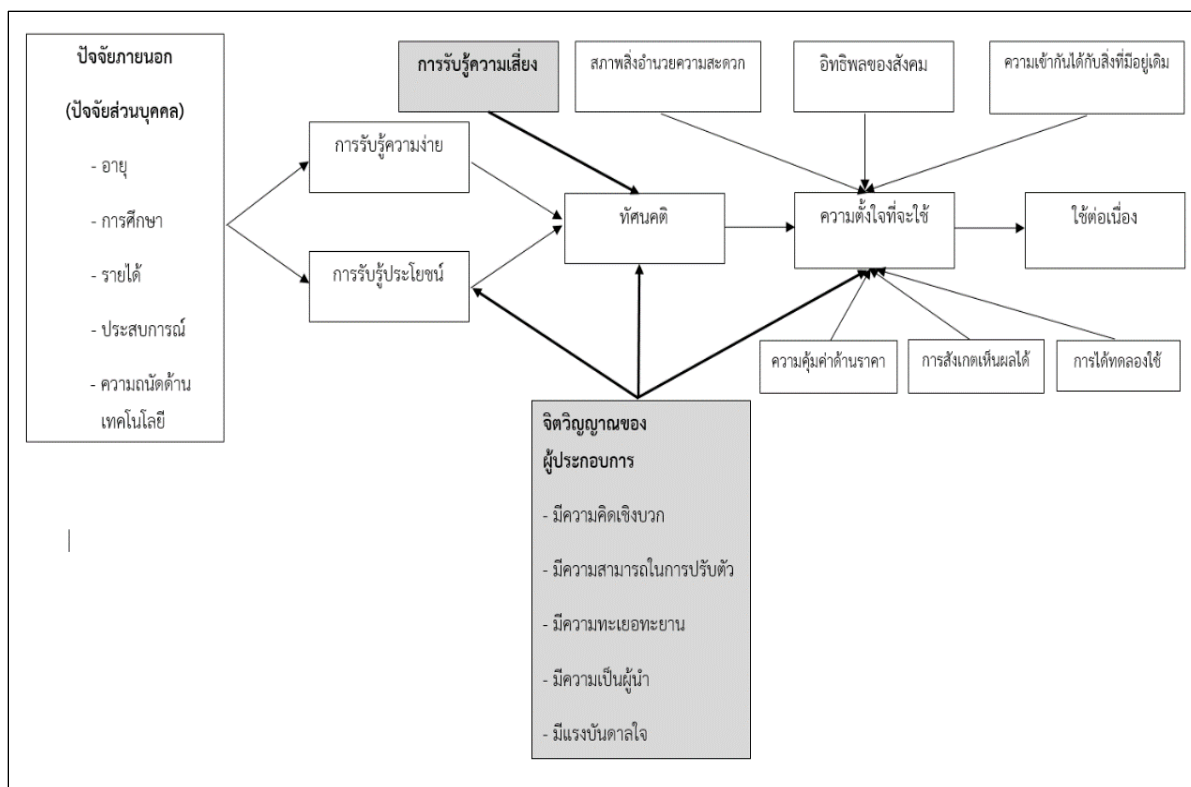 ปัจจัยภายนอก
(ปัจจัยส่วนบุคคล)
- อายุ
- การศึกษา
- รายได้
- ประสบการณ์
- ความถนัดด้าน
เทคโนโลยี
การรับรู้ความเสี่ยง
สภาพสิ่งอำนวยความสะดวก
อิทธิพลของสังคม
ความเข้ากันได้กับสิ่งที่มีอยู่เดิม
การรับรู้ความง่าย
การรับรู้ประโยชน์
ทัศนคติ
ความตั้งใจที่จะใช้
ใช้ต่อเนื่อง
ความคุ้มค่าด้านราคา
การสังเกตเห็นผลได้
การได้ทดลองใช้
จิตวิญญาณของ
ผู้ประกอบการ
- มีความคิดเชิงบวก
- มีความสามารถในการปรับตัว
- มีความทะเยอทะยาน
- มีความเป็นผู้นำ
- มีแรงบันดาลใจ